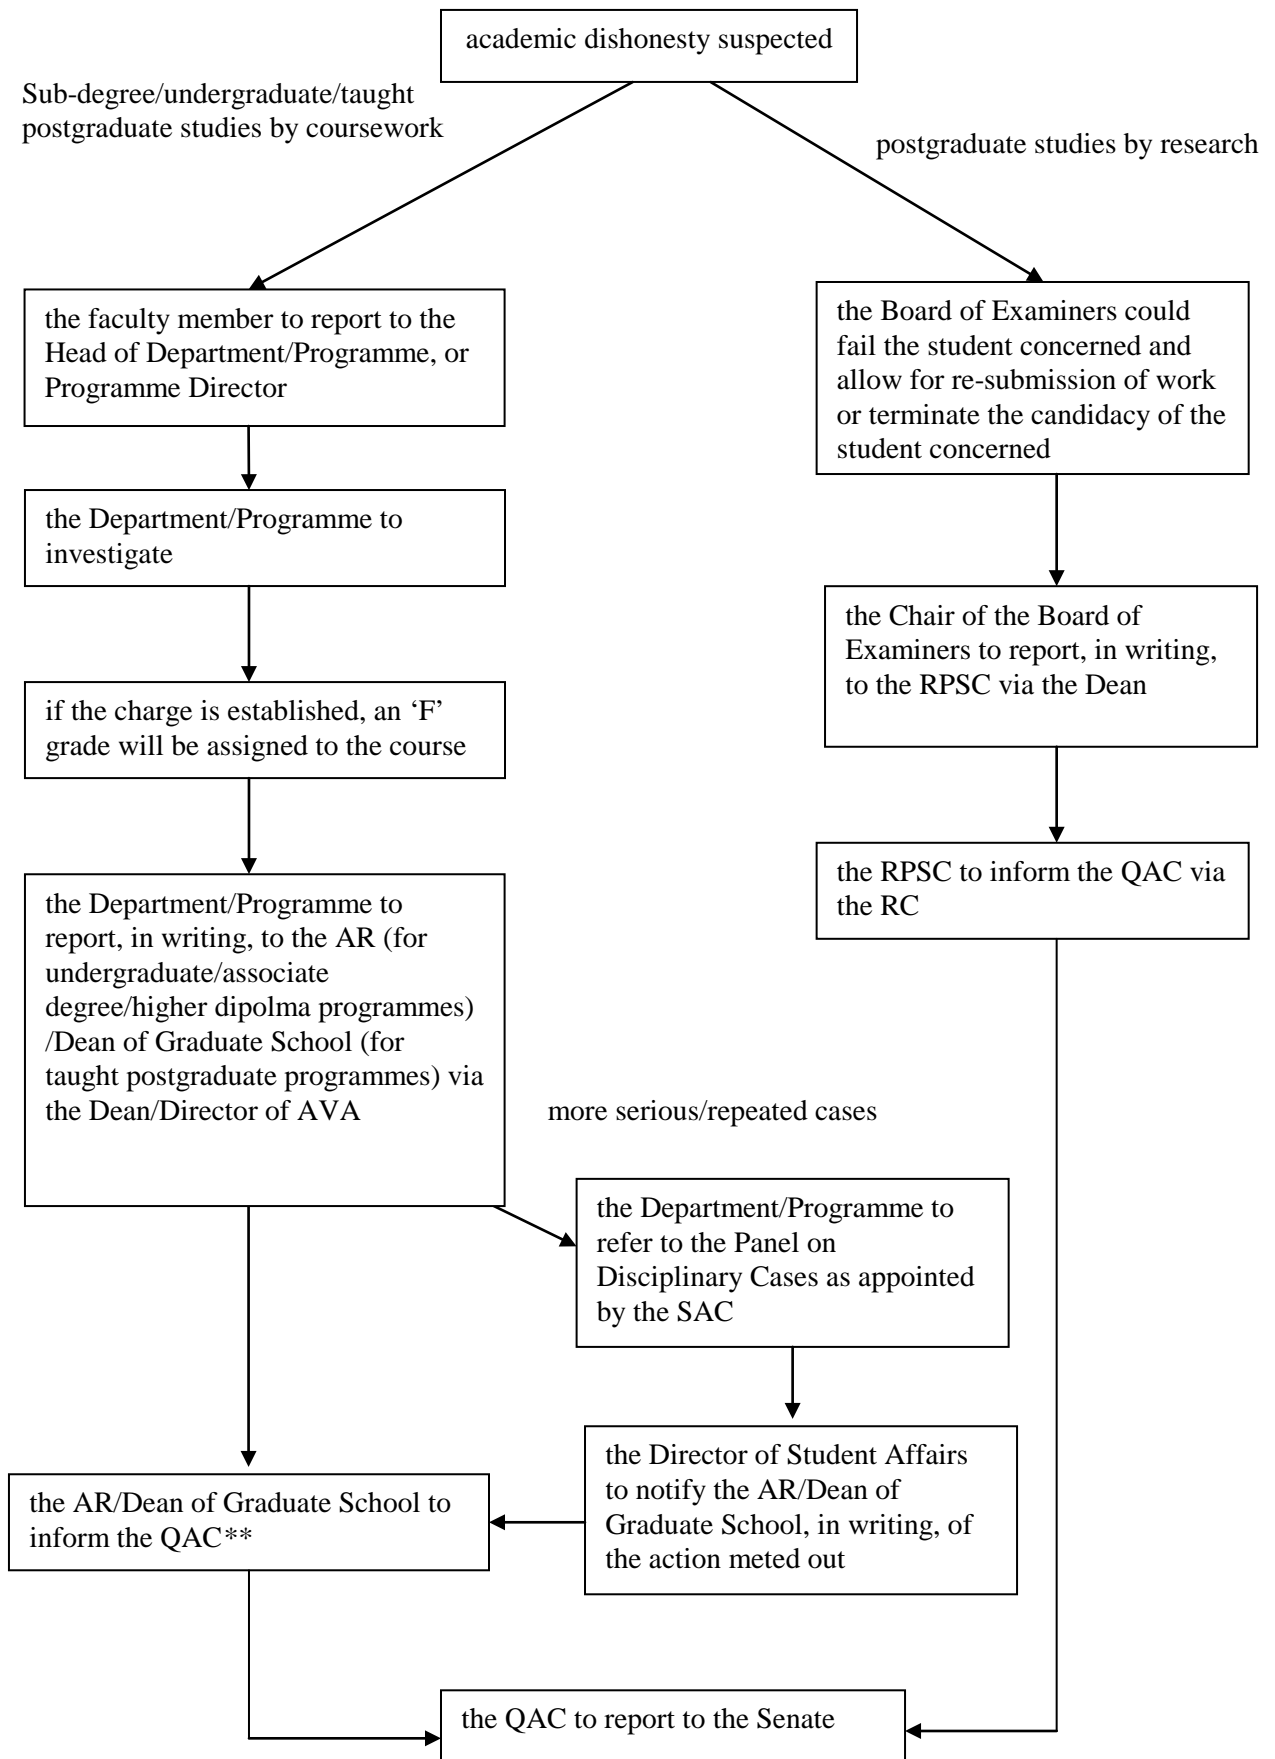 academic dishonesty suspected
Sub-degree/undergraduate/taught
postgraduate studies by coursework
postgraduate studies by research
the faculty member to report to the
Head of Department/Programme, or
Programme Director
the Board of Examiners could
fail the student concerned and
allow for re-submission of work
or terminate the candidacy of the
student concerned
the Department/Programme to
investigate
the Chair of the Board of
Examiners to report, in writing,
to the RPSC via the Dean
if the charge is established, an ‘F’
grade will be assigned to the course
the RPSC to inform the QAC via
the RC
the Department/Programme to
report, in writing, to the AR (for
undergraduate/associate
degree/higher dipolma programmes)
/Dean of Graduate School (for
taught postgraduate programmes) via
the Dean/Director of AVA
more serious/repeated cases
the Department/Programme to
refer to the Panel on
Disciplinary Cases as appointed
by the SAC
the Director of Student Affairs
to notify the AR/Dean of
Graduate School, in writing, of
the action meted out
the AR/Dean of Graduate School to
inform the QAC**
the QAC to report to the Senate